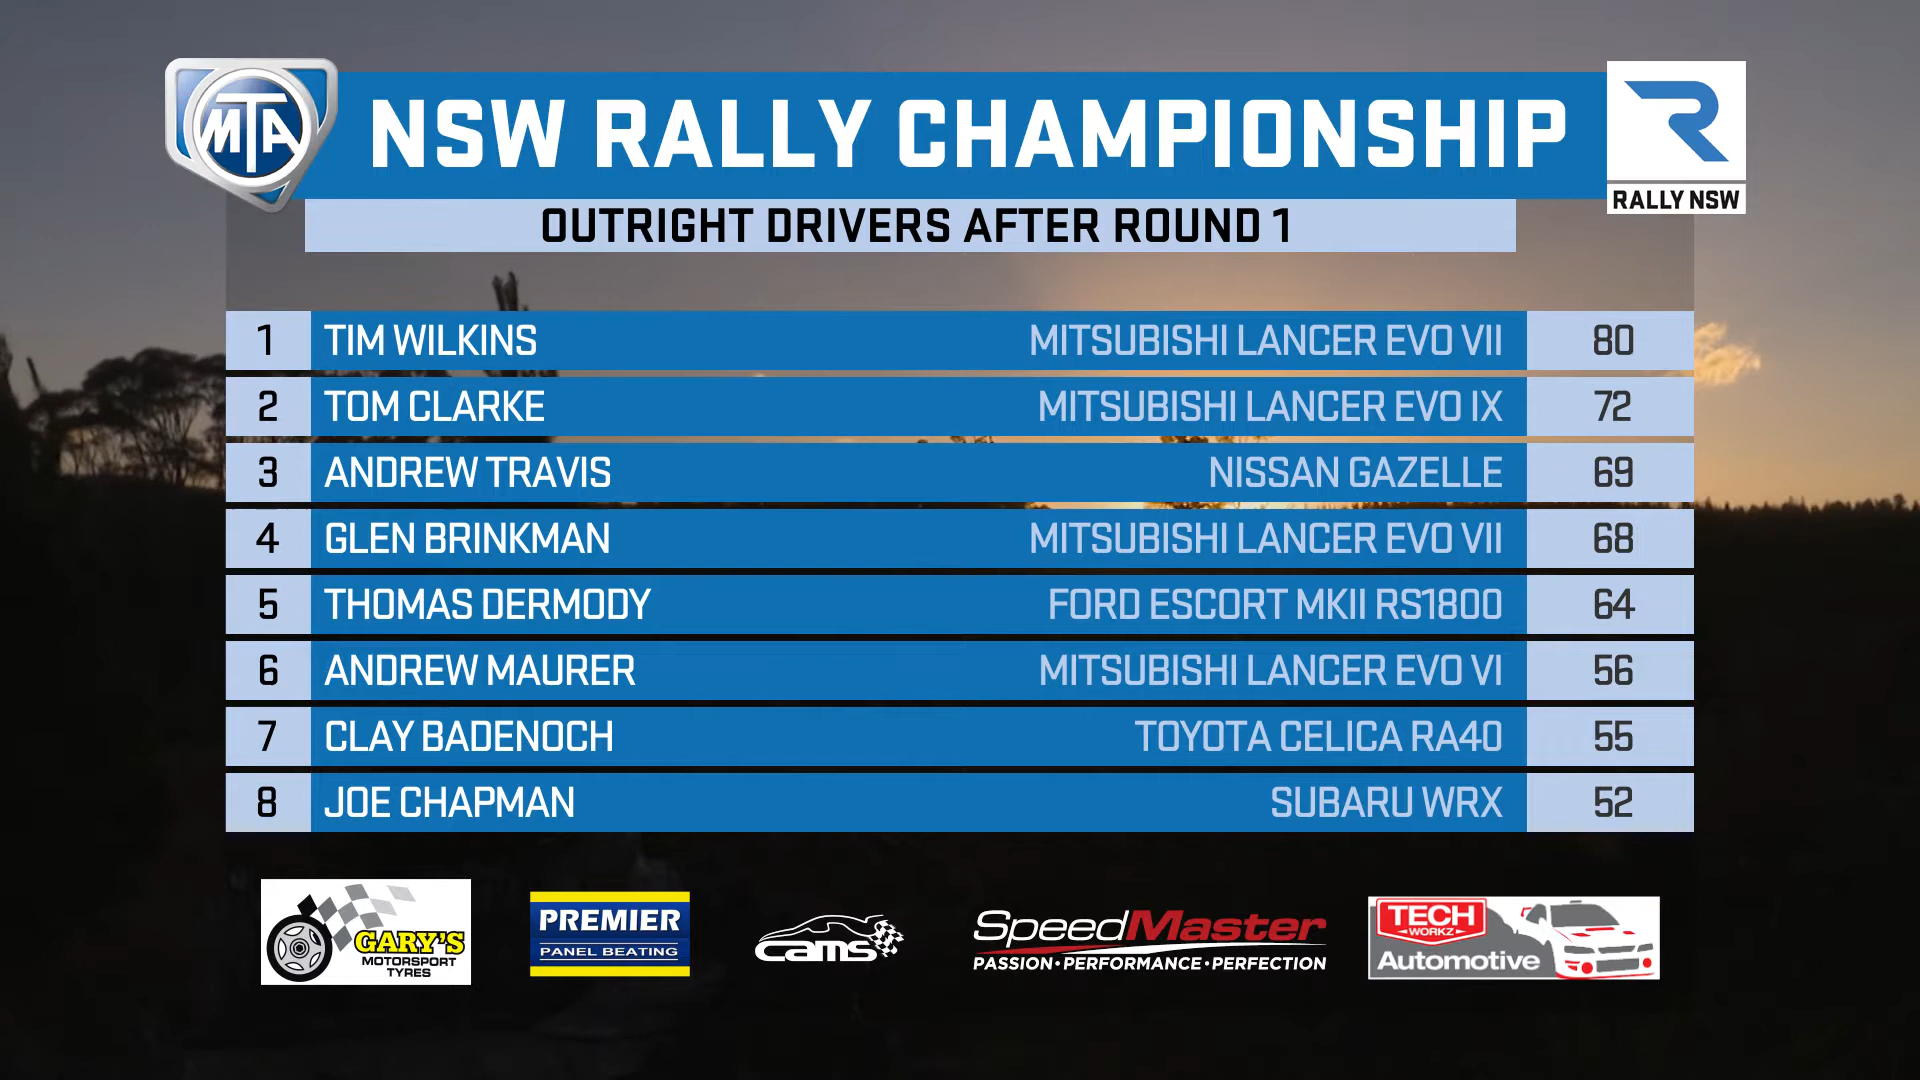 MTA
NSW RALLY CHAMPIONSHIP
RALLY NSW
OUTRIGHT DRIVERS AFTER ROUND 1
1 TIM WILKINS MITSUBISHI LANCER EVO VII 80
2 TOM CLARKE MITSUBISHI LANCER EVO IX 72
3 ANDREW TRAVIS NISSAN GAZELLE 69
4 GLEN BRINKMAN MITSUBISHI LANCER EVO VII 68
5 THOMAS DERMODY FORD ESCORT MKII RS1800 64
6 ANDREW MAURER MITSUBISHI LANCER EVO VI 56
7 CLAY BADENOCH TOYOTA CELICA RA40 55
8 JOE CHAPMAN SUBARU WRX 52
GARY'S
MOTORSPORT
TYRES
PREMIER
PANEL BEATING
cams
SpeedMaster
PASSION • PERFORMANCE • PERFECTION
TECH
WORKZ
Automotive